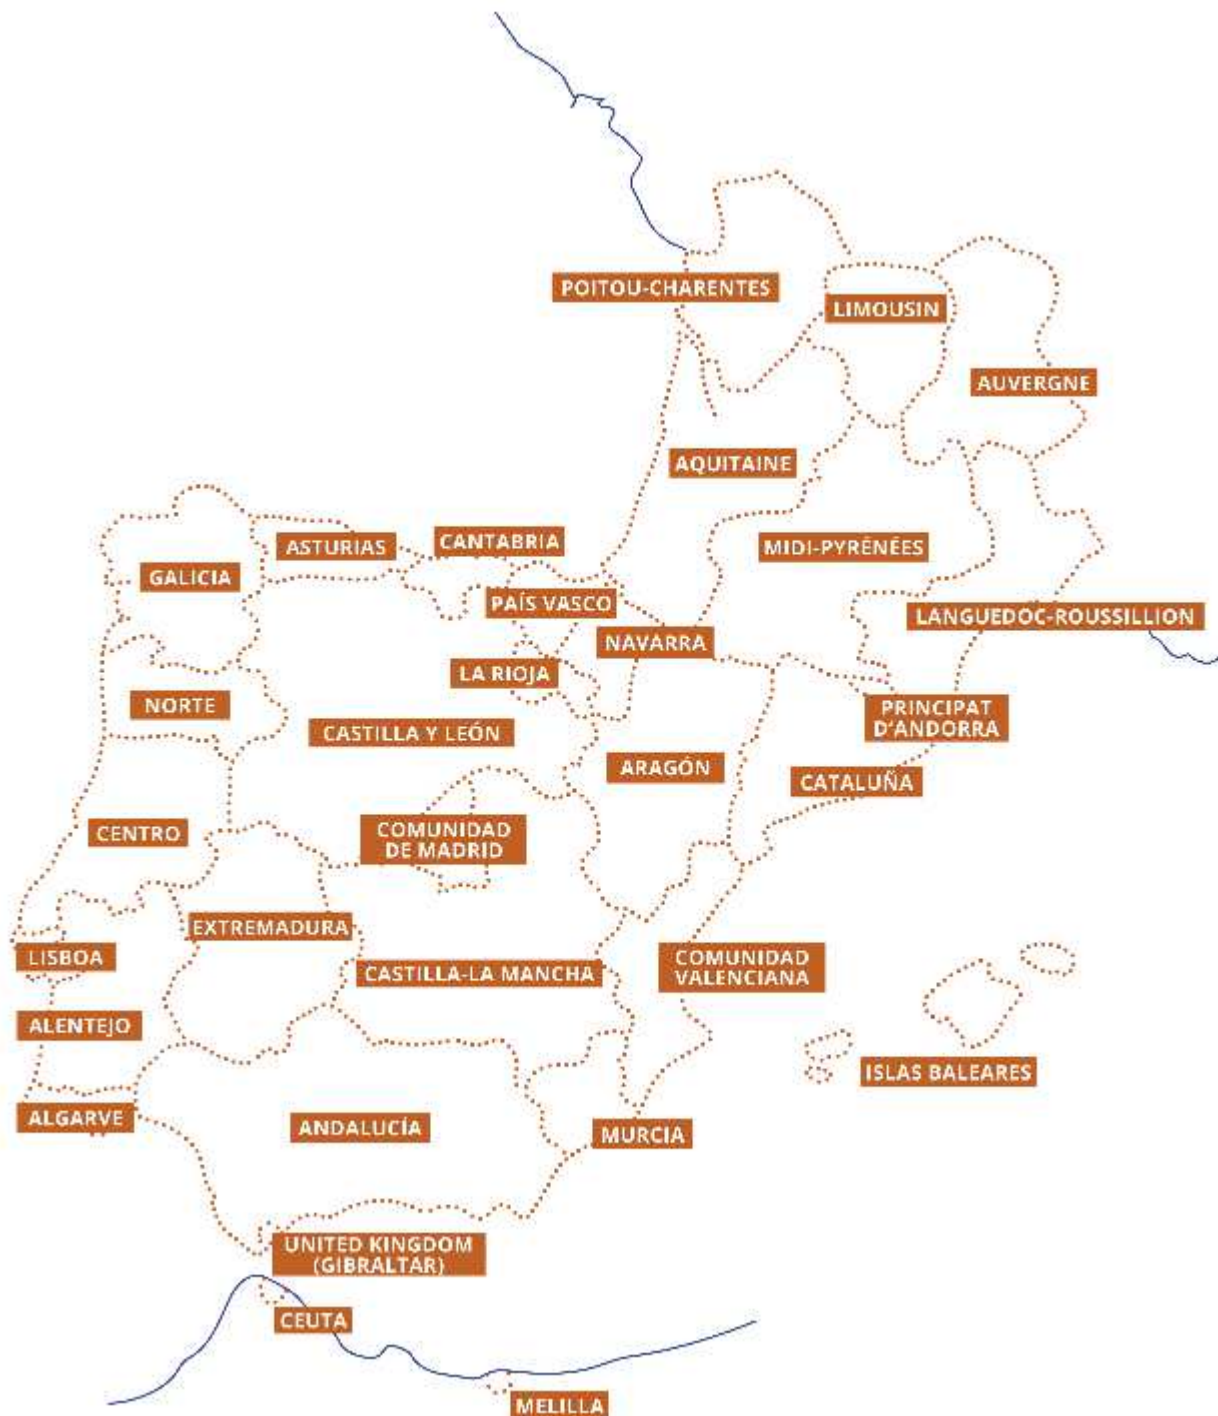 POITOU-CHARENTES
LIMOUSIN
AUVERGNE
AQUITAINE
ASTURIAS
CANTABRIA
MIDI-PYRÉNÉES
GALICIA
PAÍS VASCO
LANGUEDOC-ROUSSILLION
NAVARRA
LA RIOJA
NORTE
PRINCIPAT
D'ANDORRA
CASTILLA Y LEÓN
ARAGÓN
CATALUÑA
CENTRO
COMUNIDAD
DE MADRID
EXTREMADURA
LISBOA
CASTILLA-LA MANCHA
COMUNIDAD
VALENCIANA
ALENTEJO
ISLAS BALEARES
ALGARVE
ANDALUCÍA
MURCIA
UNITED KINGDOM
(GIBRALTAR)
CEUTA
MELILLA